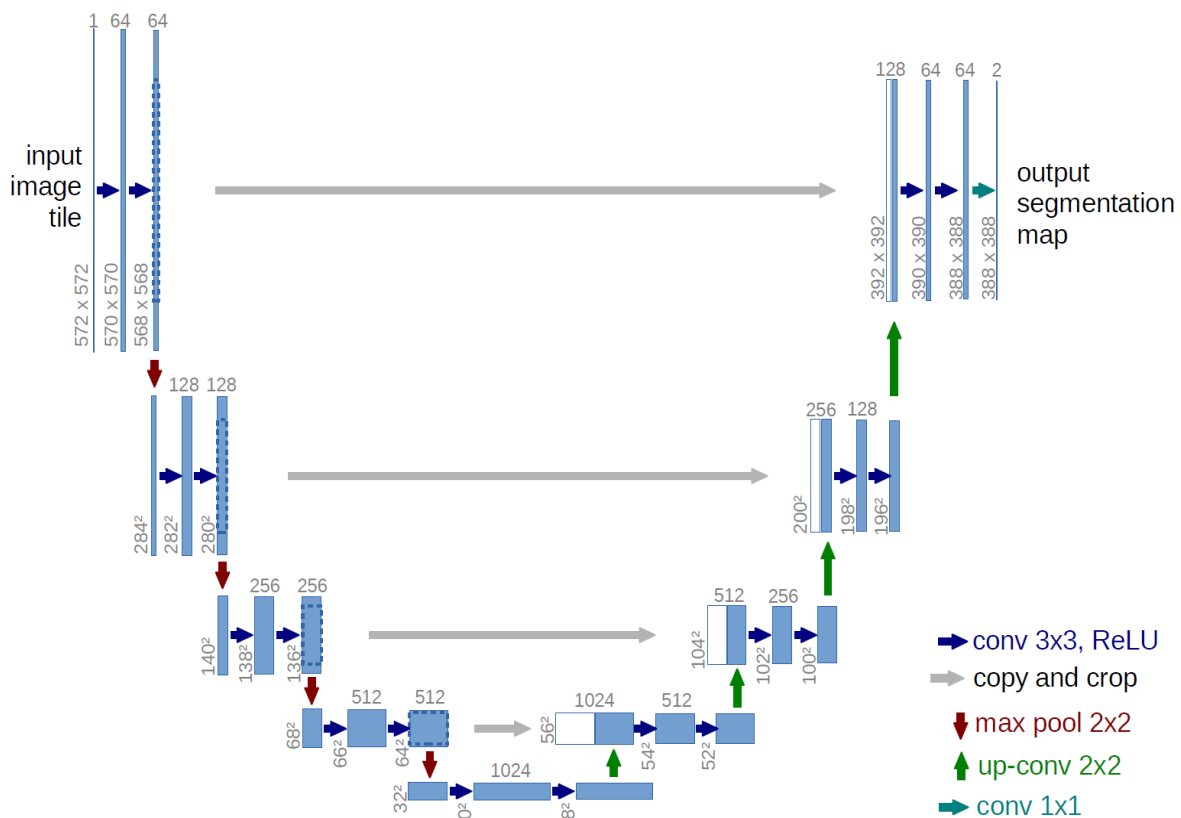 1 64 64
128 64 64 2
input
image
tile
output
segmentation
map
572 x 572
570 x 570
568 x 568
392 x 392
390 x 390
388 x 388
388 x 388
128 128
256 128
284²
282²
280²
200²
198²
196²
256 256
512 256
140²
138²
136²
104²
102²
100²
conv 3x3, ReLU
copy and crop
max pool 2x2
up-conv 2x2
conv 1x1
512 512
1024 512
68²
66²
64²
56²
54²
52²
1024
32²